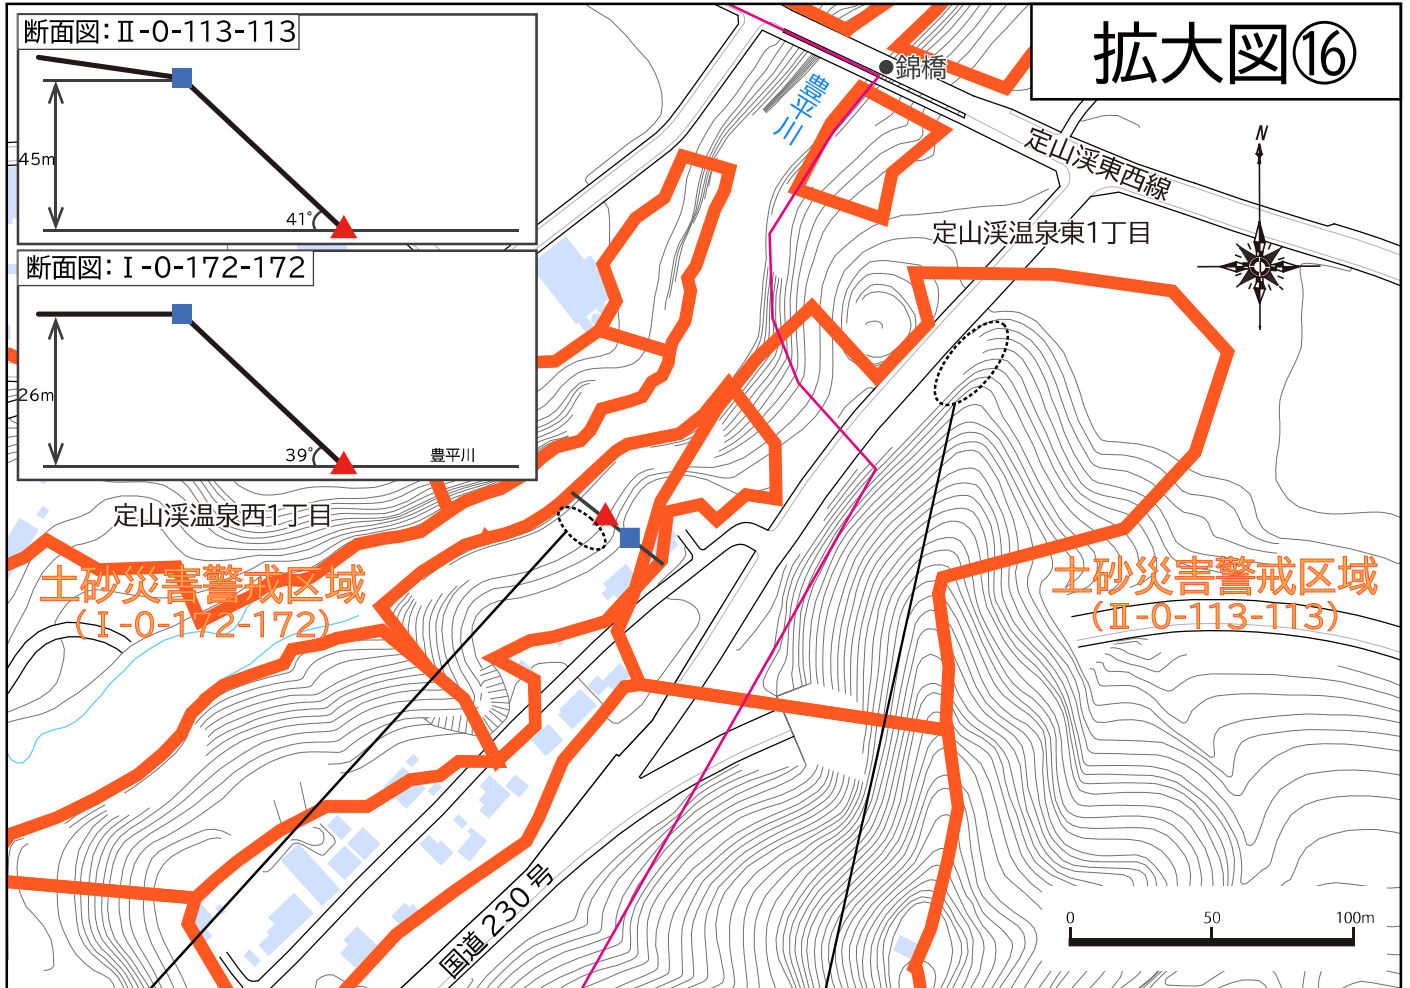 断面図：Ⅱ-0-113-113
45m
41°
断面図：Ⅰ-0-172-172
26m
39°
豊平川
拡大図⑯
錦橋
豊平川
定山渓東西線
N
定山渓温泉東1丁目
定山渓温泉西1丁目
土砂災害警戒区域
（Ⅰ-0-172-172）
土砂災害警戒区域
（Ⅱ-0-113-113）
国道230号
0 50 100m